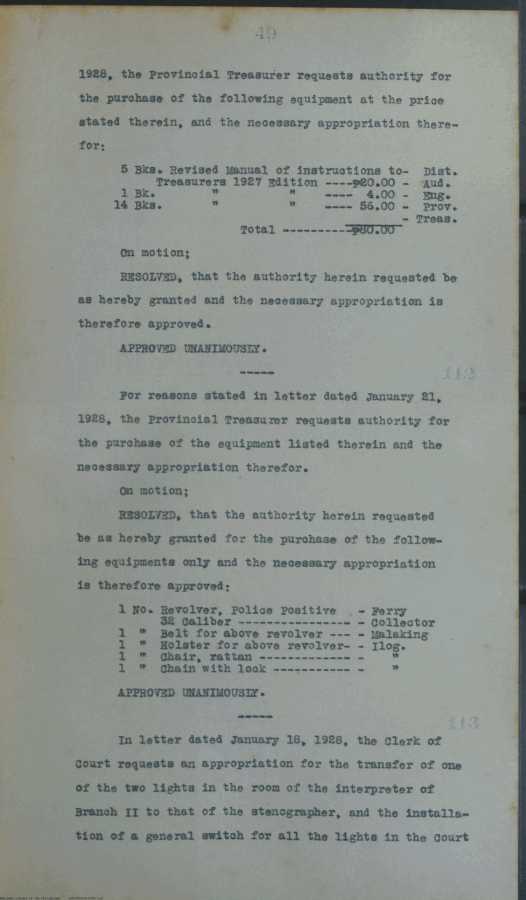 49
1928, the Provincial Treasurer requests authority for
the purchase of the following equipment at the price
stated therein, and the necessary appropriation there-
for:
5 Bks. Revised Manual of instructions to- Dist.
Treasurers 1927 Edition ----₱20.00 - Aud.
1 Bk. " " ---- 4.00 - Eng.
14 Bks. " " ---- 56.00 - Prov.
- Treas.
Total ----------₱80.00
On motion;
RESOLVED, that the authority herein requested be
as hereby granted and the necessary appropriation is
therefore approved.
APPROVED UNANIMOUSLY.
-----
For reasons stated in letter dated January 21,
1928, the Provincial Treasurer requests authority for
the purchase of the equipment listed therein and the
necessary appropriation therefor.
On motion;
RESOLVED, that the authority herein requested
be as hereby granted for the purchase of the follow-
ing equipments only and the necessary appropriation
is therefore approved:
1 No. Revolver, Police Positive - Ferry
32 Caliber ---------------- - Collector
1 " Belt for above revolver --- - Malaking
1 " Holster for above revolver- - Ilog.
1 " Chair, rattan ------------- - "
1 " Chain with lock ----------- - "
APPROVED UNANIMOUSLY.
-----
In letter dated January 18, 1928, the Clerk of
Court requests an appropriation for the transfer of one
of the two lights in the room of the interpreter of
Branch II to that of the stenographer, and the installa-
tion of a general switch for all the lights in the Court